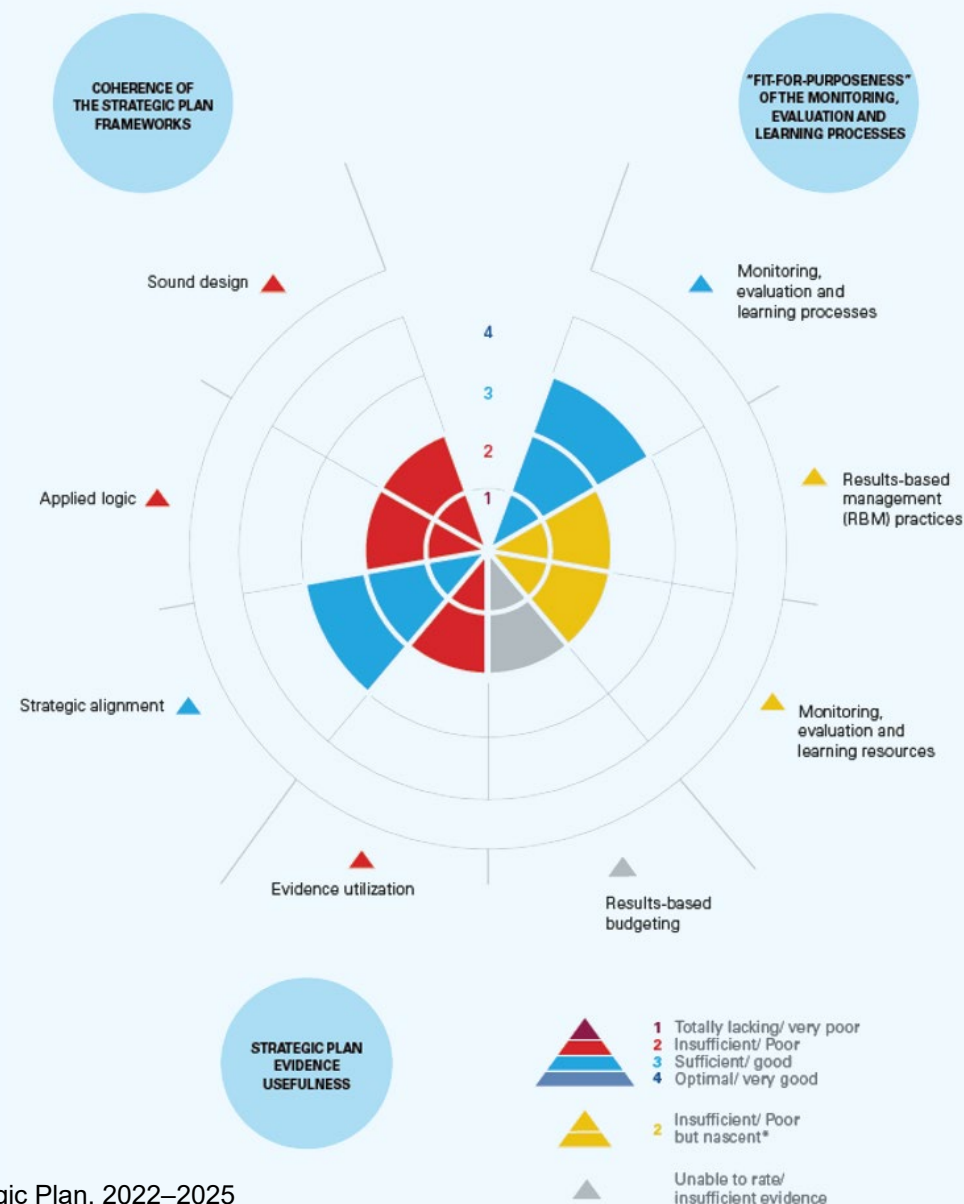 COHERENCE OF
THE STRATEGIC PLAN
FRAMEWORKS
"FIT-FOR-PURPOSENESS"
OF THE MONITORING,
EVALUATION AND
LEARNING PROCESSES
Sound design
Monitoring,
evaluation and
learning processes
4
3
2
1
Applied logic
Results-based
management
(RBM) practices
Strategic alignment
Monitoring,
evaluation and
learning resources
Evidence utilization
Results-based
budgeting
STRATEGIC PLAN
EVIDENCE
USEFULNESS
1 Totally lacking/ very poor
2 Insufficient/ Poor
3 Sufficient/ good
4 Optimal/ very good
2 Insufficient/ Poor
but nascent*
Unable to rate/
insufficient evidence
Plan, 2022–2025